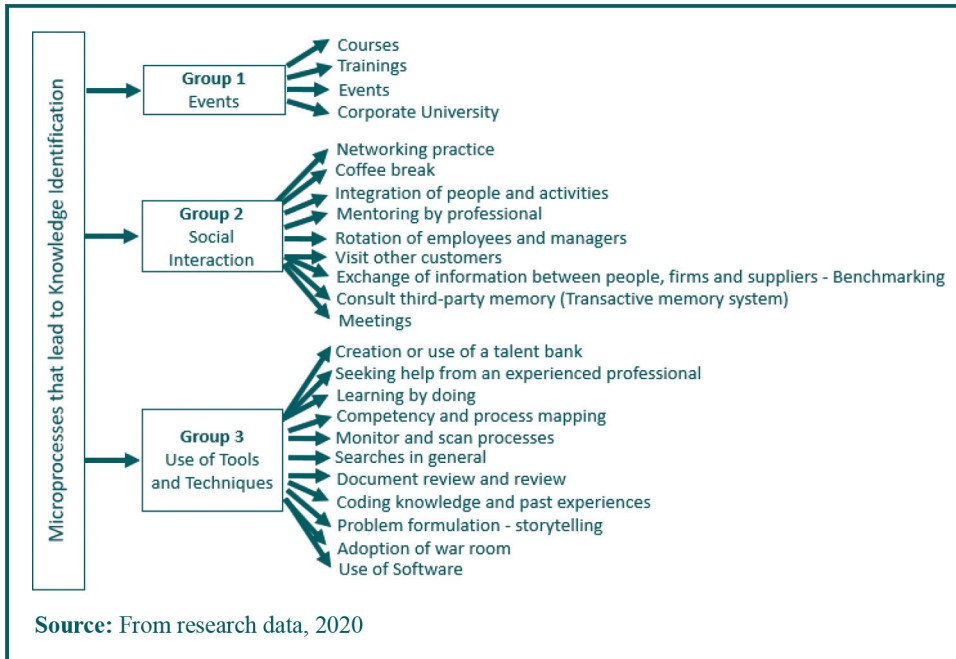 Microprocesses that lead to Knowledge Identification
Group 1
Events
Courses
Trainings
Events
Corporate University
Group 2
Social
Interaction
Networking practice
Coffee break
Integration of people and activities
Mentoring by professional
Rotation of employees and managers
Visit other customers
Exchange of information between people, firms and suppliers - Benchmarking
Consult third-party memory (Transactive memory system)
Meetings
Group 3
Use of Tools
and Techniques
Creation or use of a talent bank
Seeking help from an experienced professional
Learning by doing
Competency and process mapping
Monitor and scan processes
Searches in general
Document review and review
Coding knowledge and past experiences
Problem formulation - storytelling
Adoption of war room
Use of Software
Source: From research data, 2020